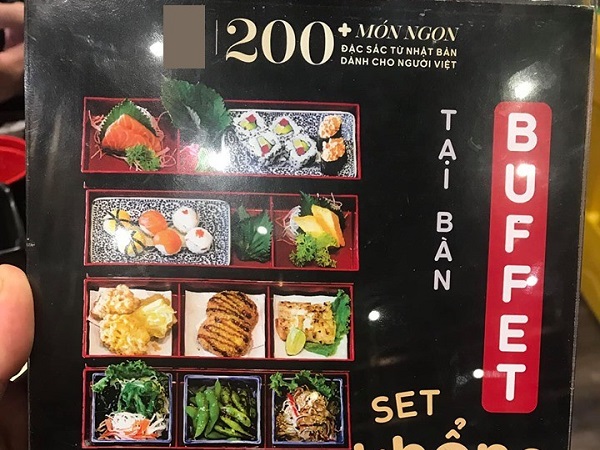 200+ MÓN NGON
ĐẶC SẮC TỪ NHẬT BẢN
DÀNH CHO NGƯỜI VIỆT
TẠI BÀN
BUFFET
SET